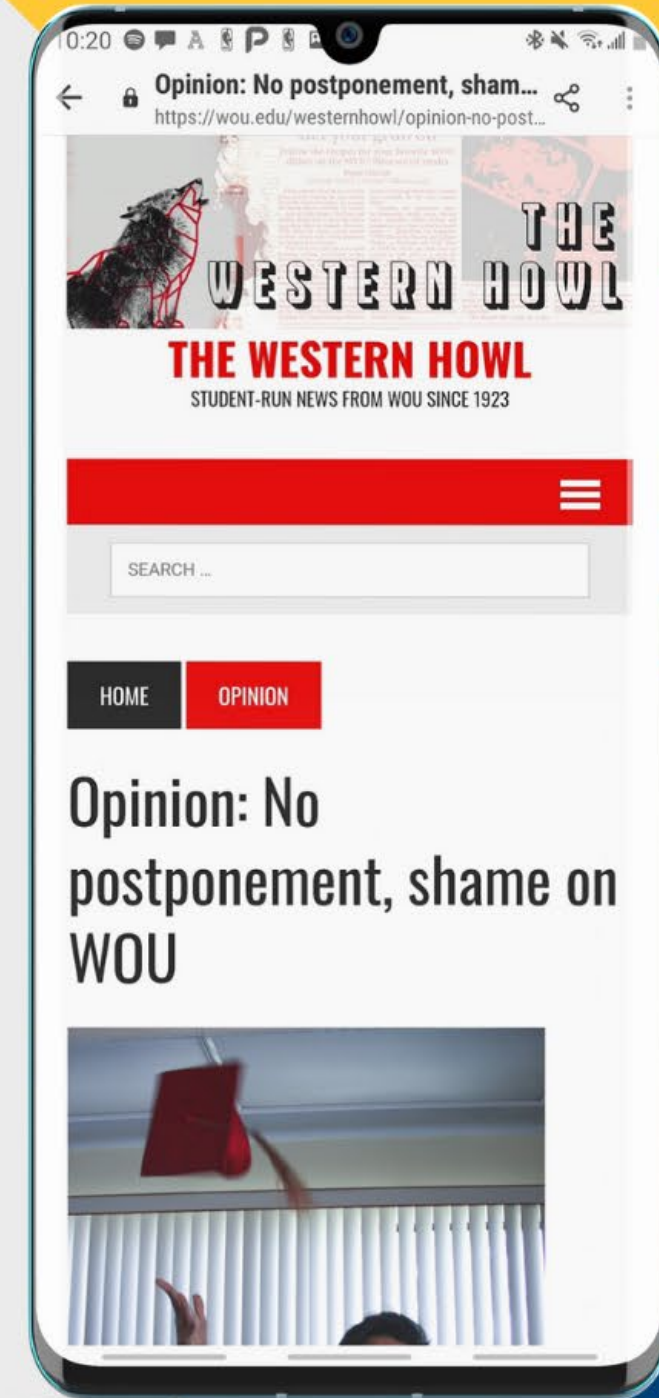 10:20
Opinion: No postponement, sham...
https://wou.edu/westernhowl/opinion-no-post...
THE
WESTERN HOWL
THE WESTERN HOWL
STUDENT-RUN NEWS FROM WOU SINCE 1923
SEARCH ...
HOME OPINION
Opinion: No
postponement, shame on
WOU